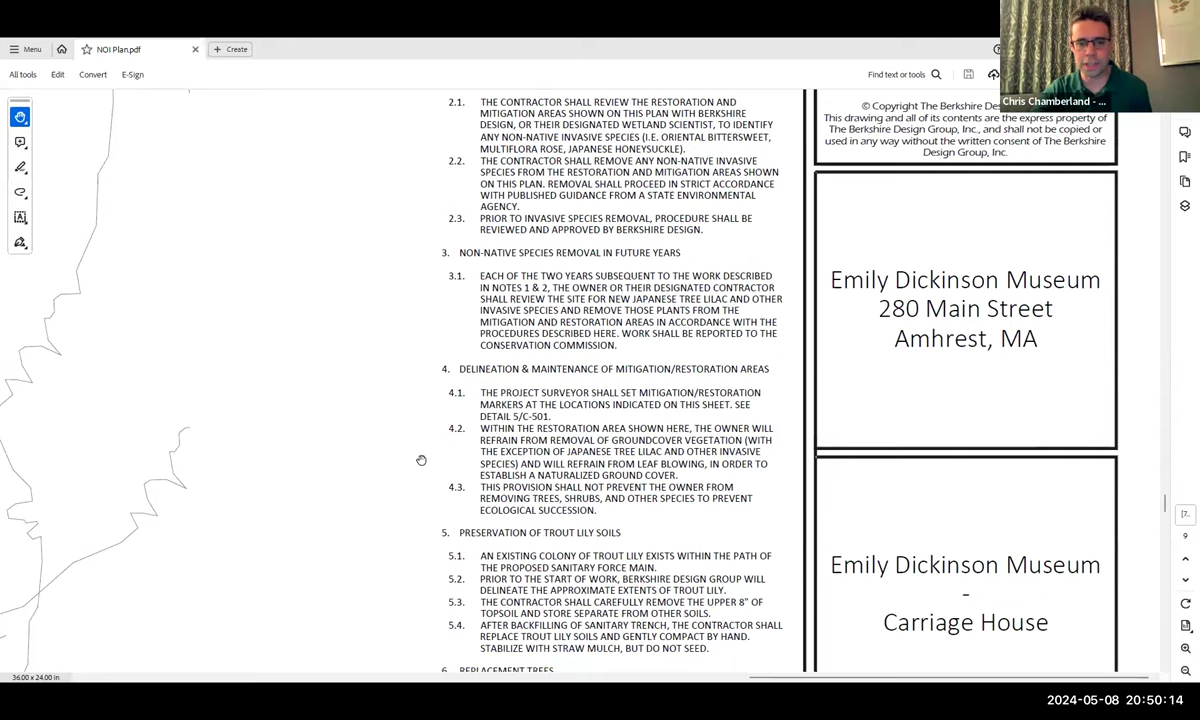 Menu
NOI Plan.pdf
Create
All tools
Edit
Convert
E-Sign
Find text or tools
Chris Chamberland - ...
2.1. THE CONTRACTOR SHALL REVIEW THE RESTORATION AND
MITIGATION AREAS SHOWN ON THIS PLAN WITH BERKSHIRE
DESIGN, OR THEIR DESIGNATED WETLAND SCIENTIST, TO IDENTIFY
ANY NON-NATIVE INVASIVE SPECIES (I.E. ORIENTAL BITTERSWEET,
MULTIFLORA ROSE, JAPANESE HONEYSUCKLE).
2.2. THE CONTRACTOR SHALL REMOVE ANY NON-NATIVE INVASIVE
SPECIES FROM THE RESTORATION AND MITIGATION AREAS SHOWN
ON THIS PLAN. REMOVAL SHALL PROCEED IN STRICT ACCORDANCE
WITH PUBLISHED GUIDANCE FROM A STATE ENVIRONMENTAL
AGENCY.
2.3. PRIOR TO INVASIVE SPECIES REMOVAL, PROCEDURE SHALL BE
REVIEWED AND APPROVED BY BERKSHIRE DESIGN.
3. NON-NATIVE SPECIES REMOVAL IN FUTURE YEARS
3.1. EACH OF THE TWO YEARS SUBSEQUENT TO THE WORK DESCRIBED
IN NOTES 1 & 2, THE OWNER OR THEIR DESIGNATED CONTRACTOR
SHALL REVIEW THE SITE FOR NEW JAPANESE TREE LILAC AND OTHER
INVASIVE SPECIES AND REMOVE THOSE PLANTS FROM THE
MITIGATION AND RESTORATION AREAS IN ACCORDANCE WITH THE
PROCEDURES DESCRIBED HERE. WORK SHALL BE REPORTED TO THE
CONSERVATION COMMISSION.
4. DELINEATION & MAINTENANCE OF MITIGATION/RESTORATION AREAS
4.1. THE PROJECT SURVEYOR SHALL SET MITIGATION/RESTORATION
MARKERS AT THE LOCATIONS INDICATED ON THIS SHEET. SEE
DETAIL 5/C-501.
4.2. WITHIN THE RESTORATION AREA SHOWN HERE, THE OWNER WILL
REFRAIN FROM REMOVAL OF GROUNDCOVER VEGETATION (WITH
THE EXCEPTION OF JAPANESE TREE LILAC AND OTHER INVASIVE
SPECIES) AND WILL REFRAIN FROM LEAF BLOWING, IN ORDER TO
ESTABLISH A NATURALIZED GROUND COVER.
4.3. THIS PROVISION SHALL NOT PREVENT THE OWNER FROM
REMOVING TREES, SHRUBS, AND OTHER SPECIES TO PREVENT
ECOLOGICAL SUCCESSION.
5. PRESERVATION OF TROUT LILY SOILS
5.1. AN EXISTING COLONY OF TROUT LILY EXISTS WITHIN THE PATH OF
THE PROPOSED SANITARY FORCE MAIN.
5.2. PRIOR TO THE START OF WORK, BERKSHIRE DESIGN GROUP WILL
DELINEATE THE APPROXIMATE EXTENTS OF TROUT LILY.
5.3. THE CONTRACTOR SHALL CAREFULLY REMOVE THE UPPER 8" OF
TOPSOIL AND STORE SEPARATE FROM OTHER SOILS.
5.4. AFTER BACKFILLING OF SANITARY TRENCH, THE CONTRACTOR SHALL
REPLACE TROUT LILY SOILS AND GENTLY COMPACT BY HAND.
STABILIZE WITH STRAW MULCH, BUT DO NOT SEED.
6. REPLACEMENT TREES
© Copyright The Berkshire
This drawing and all of its contents are the express property of
The Berkshire Design Group, Inc., and shall not be copied or
used in any way without the written consent of The Berkshire
Design Group, Inc.
Emily Dickinson Museum
280 Main Street
Amhrest, MA
Emily Dickinson Museum
-
Carriage House
9
36.00 x 24.00 in
2024-05-08 20:50:14